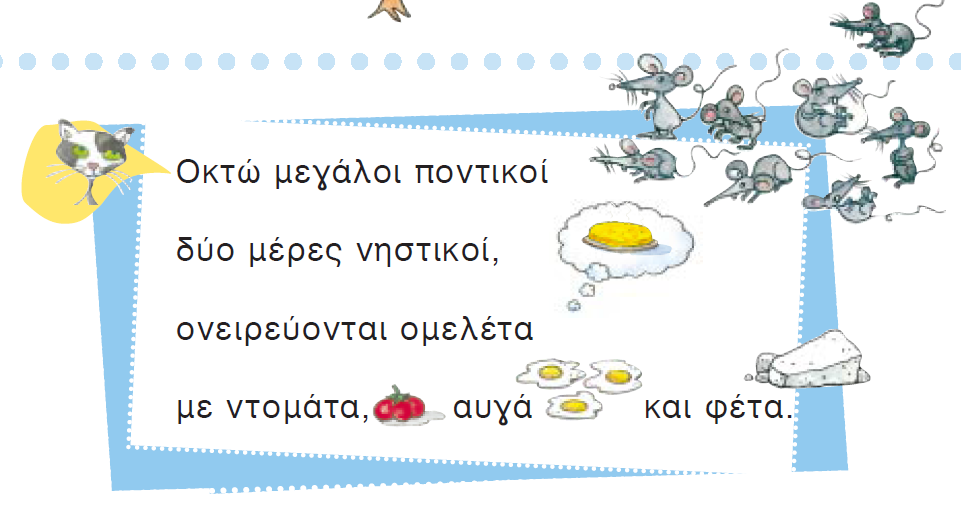 Οκτώ μεγάλοι ποντικοί
δύο μέρες νηστικοί,
ονειρεύονται ομελέτα
με ντομάτα, αυγά και φέτα.